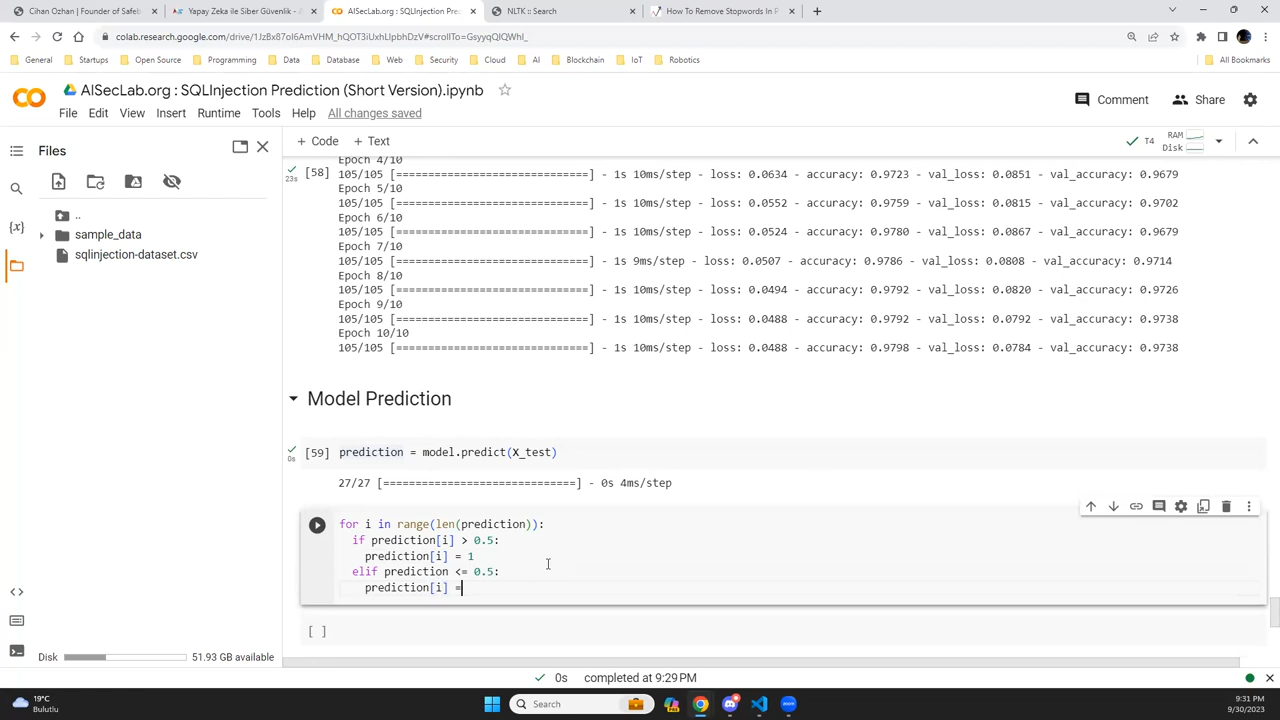 Cihan Ozhan | Founder of Safeb
Yapay Zeka ile Siber Güvenlik -
AISecLab.org : SQLInjection Prec
NLTK :: Search
How To Remove Stopwords In P
colab.research.google.com/drive/
General
Startups
Open Source
Programming
Data
Database
Web
Security
Cloud
AI
Blockchain
IoT
Robotics
All Bookmarks
AISecLab.org : SQLInjection Prediction (Short Version).ipynb
File Edit View Insert Runtime Tools Help All changes saved
Comment
Share
Files
+ Code + Text
RAM
Disk
T4
..
sample_data
sqlinjection-dataset.csv
Epoch 4/10
[58] 105/105 [==============================] - 1s 10ms/step - loss: 0.0634 - accuracy: 0.9723 - val_loss: 0.0851 - val_accuracy: 0.9679
23s
Epoch 5/10
105/105 [==============================] - 1s 10ms/step - loss: 0.0552 - accuracy: 0.9759 - val_loss: 0.0815 - val_accuracy: 0.9702
Epoch 6/10
105/105 [==============================] - 1s 10ms/step - loss: 0.0524 - accuracy: 0.9780 - val_loss: 0.0867 - val_accuracy: 0.9679
Epoch 7/10
105/105 [==============================] - 1s 9ms/step - loss: 0.0507 - accuracy: 0.9786 - val_loss: 0.0808 - val_accuracy: 0.9714
Epoch 8/10
105/105 [==============================] - 1s 10ms/step - loss: 0.0494 - accuracy: 0.9792 - val_loss: 0.0820 - val_accuracy: 0.9726
Epoch 9/10
105/105 [==============================] - 1s 10ms/step - loss: 0.0488 - accuracy: 0.9792 - val_loss: 0.0792 - val_accuracy: 0.9738
Epoch 10/10
105/105 [==============================] - 1s 10ms/step - loss: 0.0488 - accuracy: 0.9798 - val_loss: 0.0784 - val_accuracy: 0.9738
Model Prediction
[59] prediction = model.predict(X_test)
0s
27/27 [==============================] - 0s 4ms/step
for i in range(len(prediction)):
if prediction[i] > 0.5:
prediction[i] = 1
elif prediction <= 0.5:
prediction[i] =
[ ]
Disk
51.93 GB available
0s completed at 9:29 PM
19°C
Bulutlu
Search
9:31 PM
9/30/2023